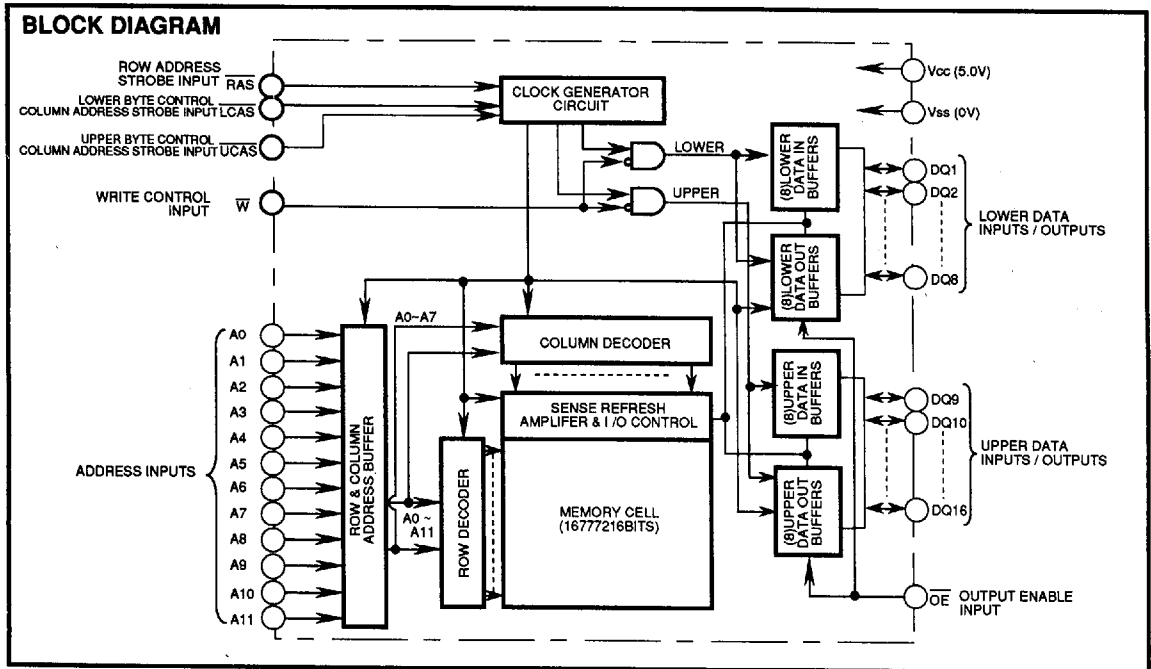 BLOCK DIAGRAM
ROW ADDRESS
STROBE INPUT RAS
LOWER BYTE CONTROL
COLUMN ADDRESS STROBE INPUT LCAS
UPPER BYTE CONTROL
COLUMN ADDRESS STROBE INPUT UCAS
WRITE CONTROL
INPUT W
CLOCK GENERATOR
CIRCUIT
LOWER
UPPER
Vcc (5.0V)
Vss (0V)
(8)LOWER
DATA IN
BUFFERS
(8)LOWER
DATA OUT
BUFFERS
DQ1
DQ2
DQ8
LOWER DATA
INPUTS / OUTPUTS
ADDRESS INPUTS
A0
A1
A2
A3
A4
A5
A6
A7
A8
A9
A10
A11
ROW & COLUMN
ADDRESS BUFFER
A0~A7
A0 ~
A11
ROW DECODER
COLUMN DECODER
SENSE REFRESH
AMPLIFER & I /O CONTROL
MEMORY CELL
(16777216BITS)
(8)UPPER
DATA IN
BUFFERS
(8)UPPER
DATA OUT
BUFFERS
DQ9
DQ10
DQ16
UPPER DATA
INPUTS / OUTPUTS
OE OUTPUT ENABLE
INPUT